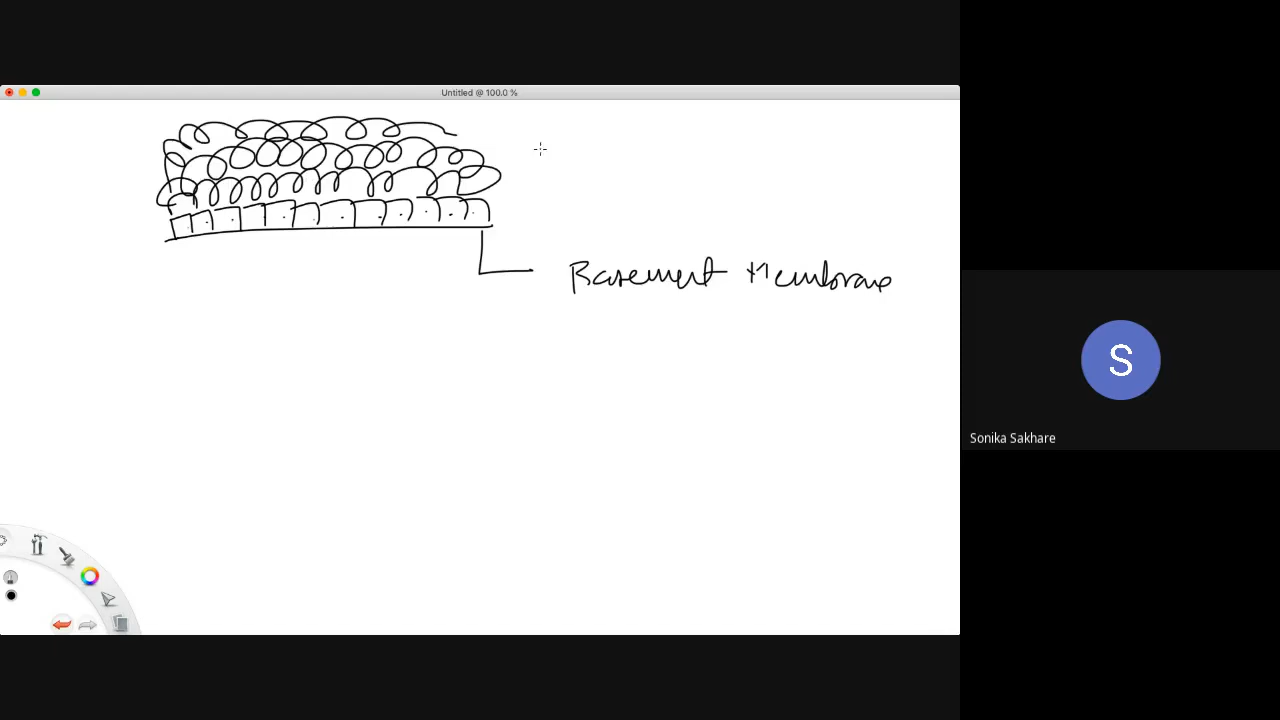 Untitled @ 100.0 %
Basement Membrane
S
Sonika Sakhare